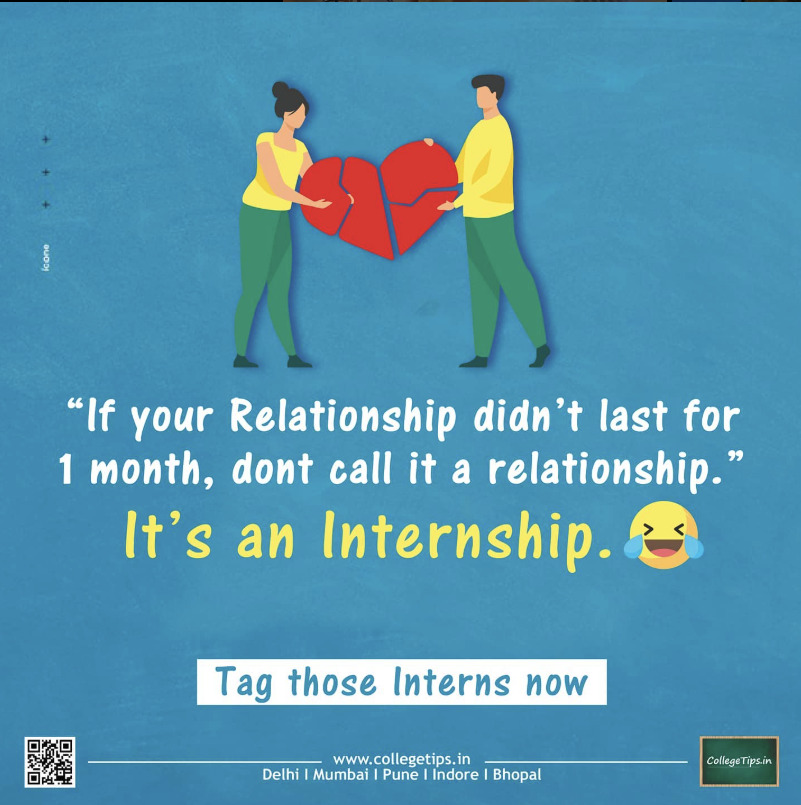 icone
“If your Relationship didn’t last for
1 month, dont call it a relationship.”
It’s an Internship.
Tag those Interns now
www.collegetips.in
Delhi I Mumbai I Pune I Indore I Bhopal
CollegeTips.in